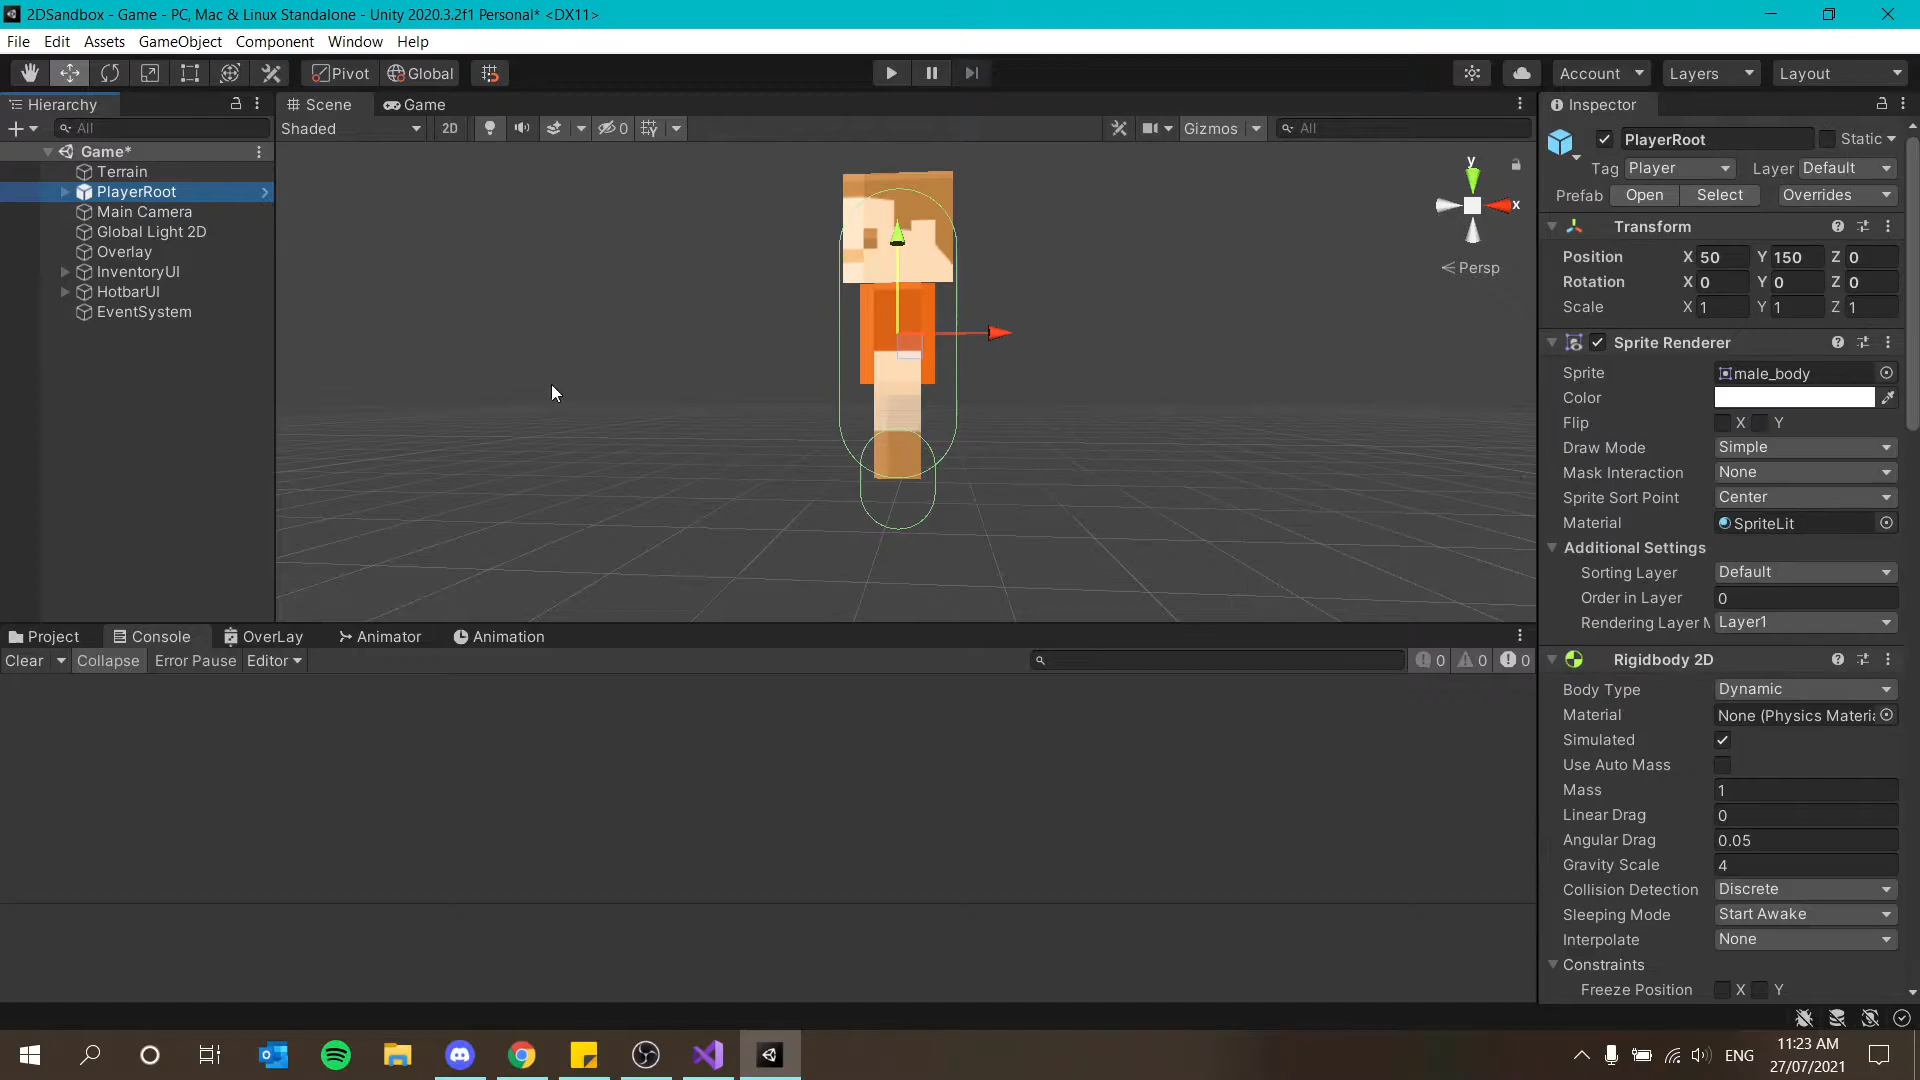 2DSandbox - Game - PC, Mac & Linux Standalone - Unity 2020.3.2f1 Personal* <DX11>
File Edit Assets GameObject Component Window Help
Pivot Global Account Layers Layout
Hierarchy
All
Game*
Terrain
PlayerRoot
Main Camera
Global Light 2D
Overlay
InventoryUI
HotbarUI
EventSystem
Scene Game
Shaded 2D 0 Gizmos All
y
x
Persp
Project Console OverLay Animator Animation
Clear Collapse Error Pause Editor 0 0 0
Inspector
PlayerRoot Static
Tag Player Layer Default
Prefab Open Select Overrides
Transform
Position X 50 Y 150 Z 0
Rotation X 0 Y 0 Z 0
Scale X 1 Y 1 Z 1
Sprite Renderer
Sprite male_body
Color
Flip X Y
Draw Mode Simple
Mask Interaction None
Sprite Sort Point Center
Material SpriteLit
Additional Settings
Sorting Layer Default
Order in Layer 0
Rendering Layer M Layer1
Rigidbody 2D
Body Type Dynamic
Material None (Physics Materia
Simulated
Use Auto Mass
Mass 1
Linear Drag 0
Angular Drag 0.05
Gravity Scale 4
Collision Detection Discrete
Sleeping Mode Start Awake
Interpolate None
Constraints
Freeze Position X Y
ENG
11:23 AM
27/07/2021